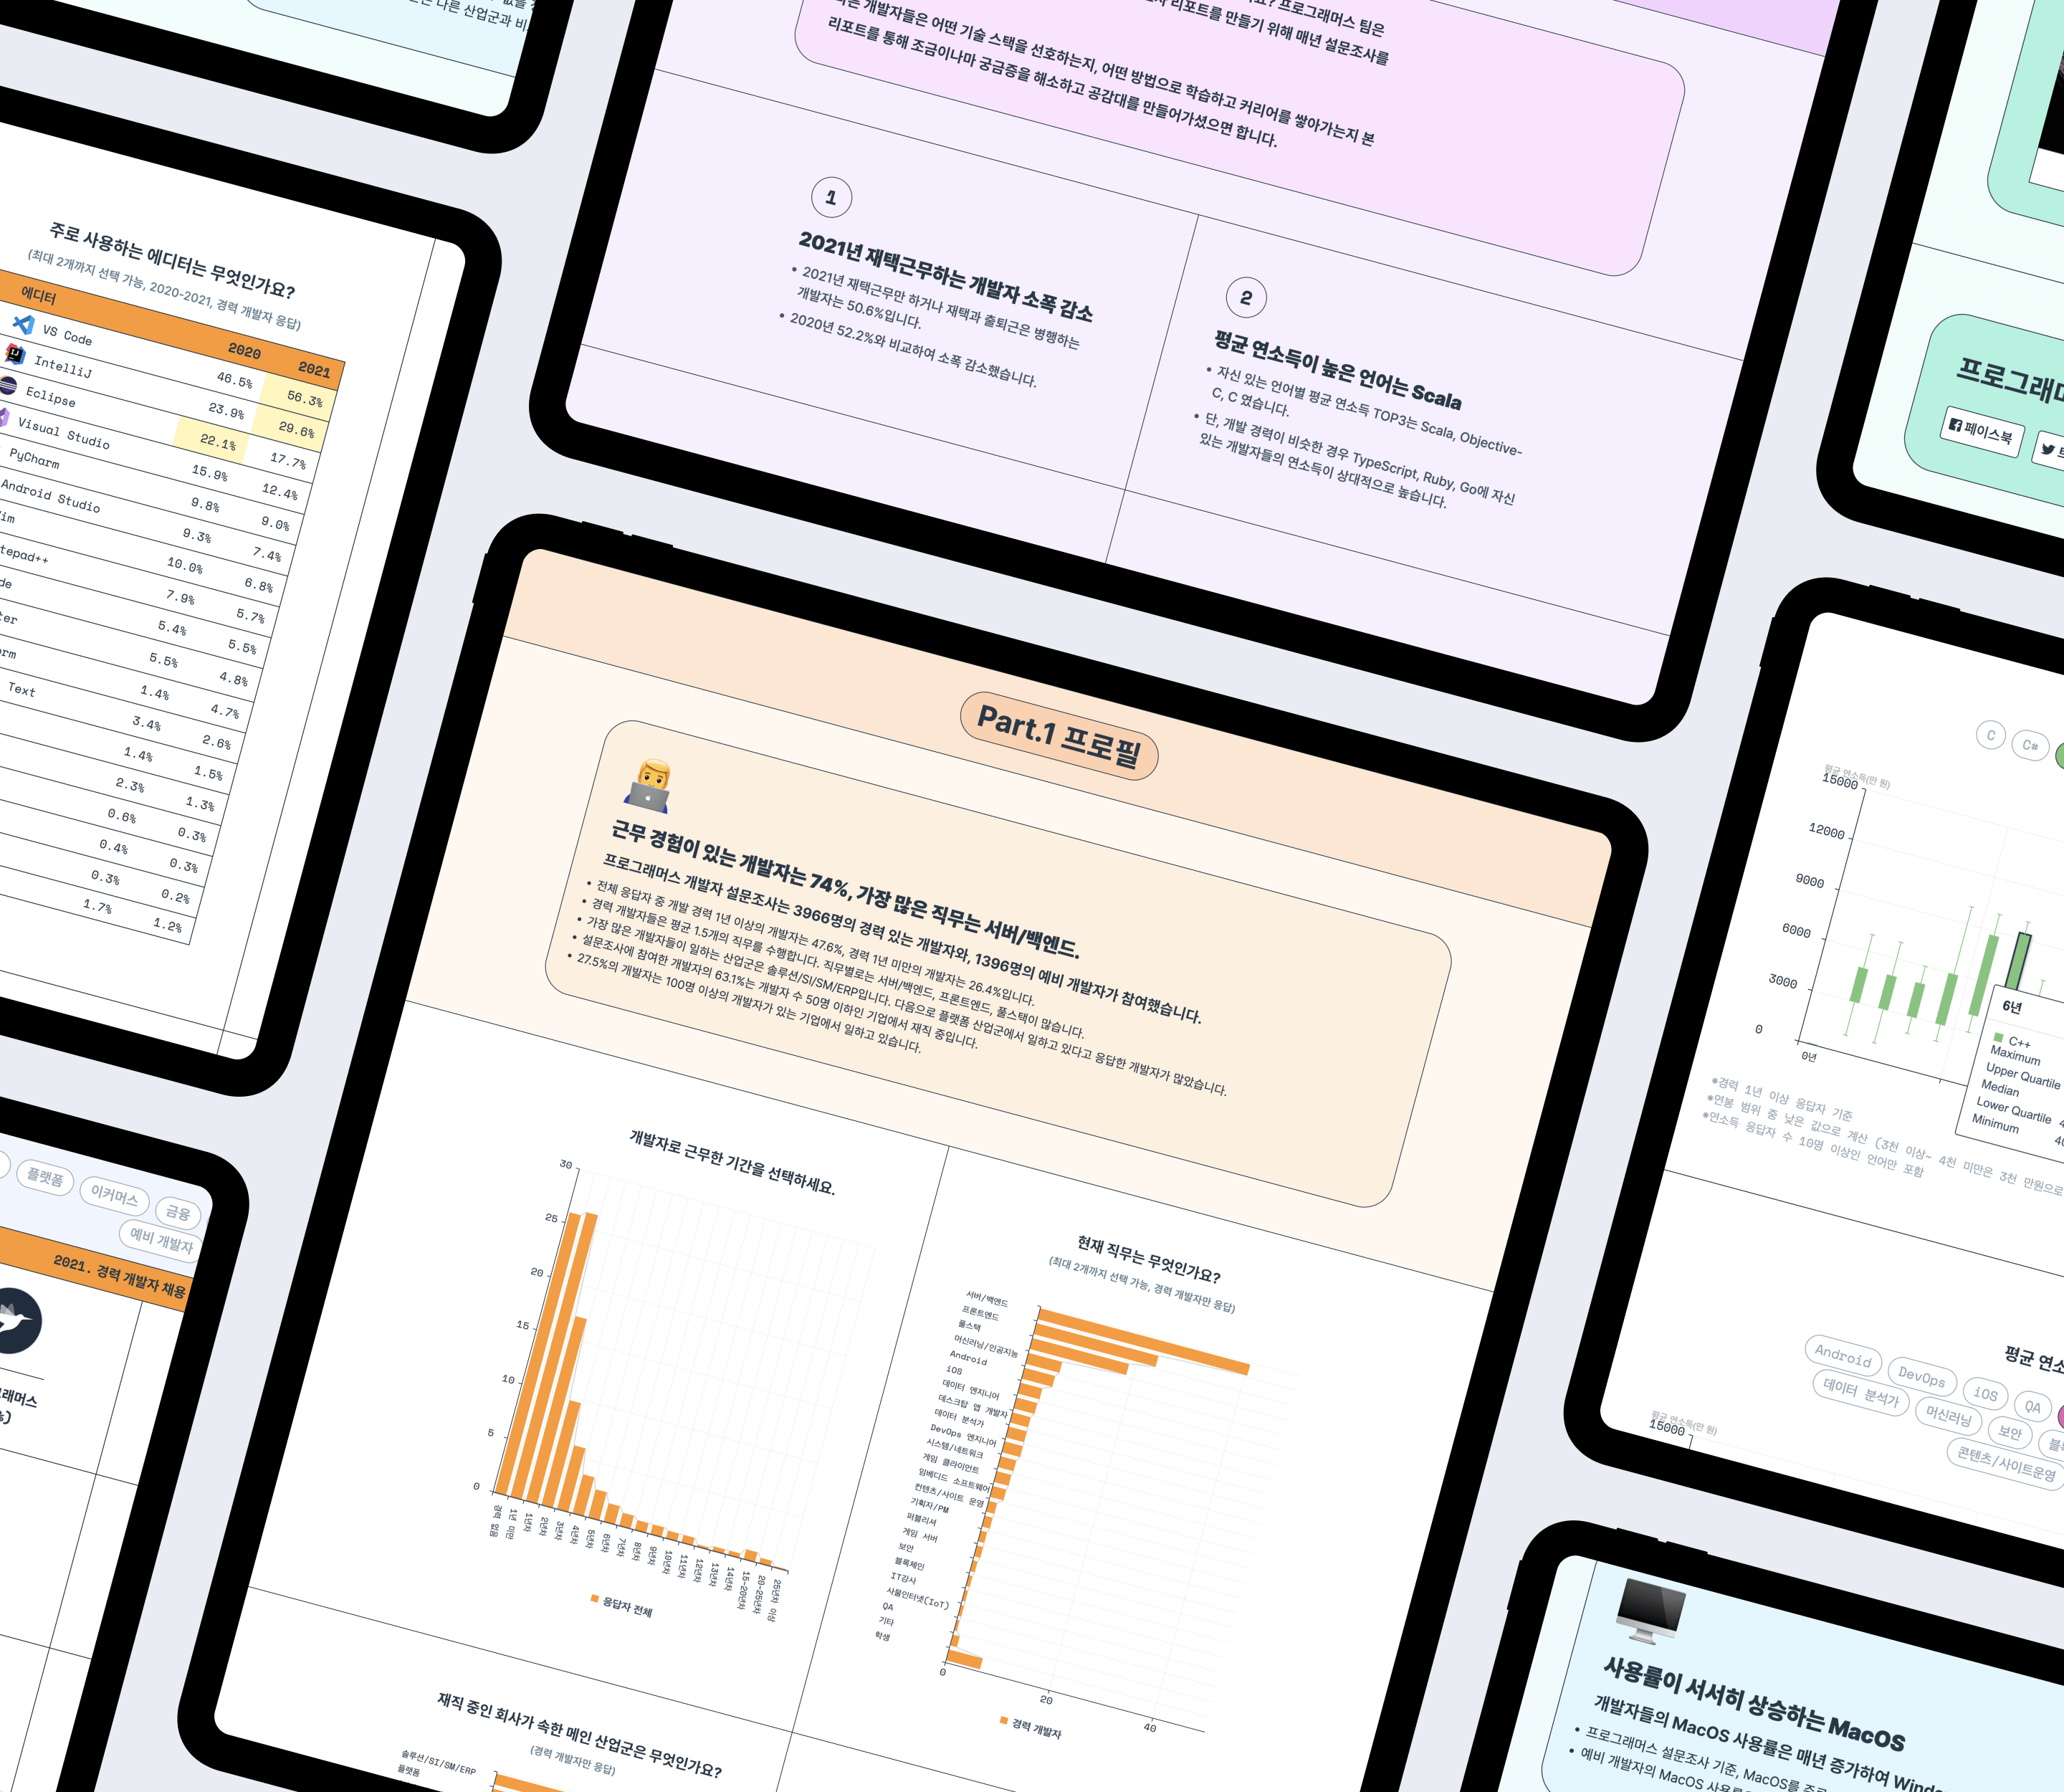 은 다른 산업군과 비
요? 프로그래머스 팀은
리포트를 만들기 위해 매년 설문조사를
개발자들은 어떤 기술 스택을 선호하는지, 어떤 방법으로 학습하고 커리어를 쌓아가는지 본
리포트를 통해 조금이나마 궁금증을 해소하고 공감대를 만들어가셨으면 합니다.
1
2021년 재택근무하는 개발자 소폭 감소
• 2021년 재택근무만 하거나 재택과 출퇴근은 병행하는
개발자는 50.6%입니다.
• 2020년 52.2%와 비교하여 소폭 감소했습니다.
2
평균 연소득이 높은 언어는 Scala
• 자신 있는 언어별 평균 연소득 TOP3는 Scala, Objective-
C, C 였습니다.
• 단, 개발 경력이 비슷한 경우 TypeScript, Ruby, Go에 자신
있는 개발자들의 연소득이 상대적으로 높습니다.
주로 사용하는 에디터는 무엇인가요?
(최대 2개까지 선택 가능, 2020-2021, 경력 개발자 응답)
에디터 2020 2021
VS Code 46.5% 56.3%
IntelliJ 23.9% 29.6%
Eclipse 22.1% 17.7%
Visual Studio 15.9% 12.4%
PyCharm 9.8% 9.0%
Android Studio 9.3% 7.4%
im 10.0% 6.8%
tepad++ 7.9% 5.7%
de 5.4% 5.5%
ter 5.5% 4.8%
rm 1.4% 4.7%
Text 3.4% 2.6%
1.4% 1.5%
2.3% 1.3%
0.6% 0.3%
0.4% 0.3%
0.3% 0.2%
1.7% 1.2%
프로그래머
페이스북
트
Part.1 프로필
근무 경험이 있는 개발자는 74%, 가장 많은 직무는 서버/백엔드.
프로그래머스 개발자 설문조사는 3966명의 경력 있는 개발자와, 1396명의 예비 개발자가 참여했습니다.
• 전체 응답자 중 개발 경력 1년 이상의 개발자는 47.6%, 경력 1년 미만의 개발자는 26.4%입니다.
• 경력 개발자들은 평균 1.5개의 직무를 수행합니다. 직무별로는 서버/백엔드, 프론트엔드, 풀스택이 많습니다.
• 가장 많은 개발자들이 일하는 산업군은 솔루션/SI/SM/ERP입니다. 다음으로 플랫폼 산업군에서 일하고 있다고 응답한 개발자가 많았습니다.
• 설문조사에 참여한 개발자의 63.1%는 개발자 수 50명 이하인 기업에서 재직 중입니다.
• 27.5%의 개발자는 100명 이상의 개발자가 있는 기업에서 일하고 있습니다.
개발자로 근무한 기간을 선택하세요.
30
25
20
15
10
5
0
경력 없음
1년 미만
1년차
2년차
3년차
4년차
5년차
6년차
7년차
8년차
9년차
10년차
11년차
12년차
13년차
14년차
15-20년차
20-25년차
25년차 이상
응답자 전체
현재 직무는 무엇인가요?
(최대 2개까지 선택 가능, 경력 개발자만 응답)
서버/백엔드
프론트엔드
풀스택
머신러닝/인공지능
Android
iOS
데이터 엔지니어
데스크탑 앱 개발자
데이터 분석가
DevOps 엔지니어
시스템/네트워크
게임 클라이언트
임베디드 소프트웨어
컨텐츠/사이트 운영
기획자/PM
퍼블리셔
게임 서버
보안
블록체인
IT강사
사물인터넷(IoT)
QA
기타
학생
0
20
40
경력 개발자
재직 중인 회사가 속한 메인 산업군은 무엇인가요?
(경력 개발자만 응답)
솔루션/SI/SM/ERP
플랫폼
플랫폼
이커머스
금융
예비 개발자
2021. 경력 개발자 채용
래머스
%)
C
C#
평균 연소득(만 원)
15000
12000
9000
6000
3000
0
0년
6년
C++
Maximum
Upper Quartile
Median
Lower Quartile 4
Minimum 40
*경력 1년 이상 응답자 기준
*연봉 범위 중 낮은 값으로 계산 (3천 이상~ 4천 미만은 3천 만원으로
*연소득 응답자 수 10명 이상인 언어만 포함
평균 연소
Android
DevOps
iOS
QA
데이터 분석가
머신러닝
보안
블록
콘텐츠/사이트운영
평균 연소득(만 원)
15000
사용률이 서서히 상승하는 MacOS
개발자들의 MacOS 사용률은 매년 증가하여 Windo
• 프로그래머스 설문조사 기준, MacOS를 주로
• 예비 개발자의 MacOS 사용률은